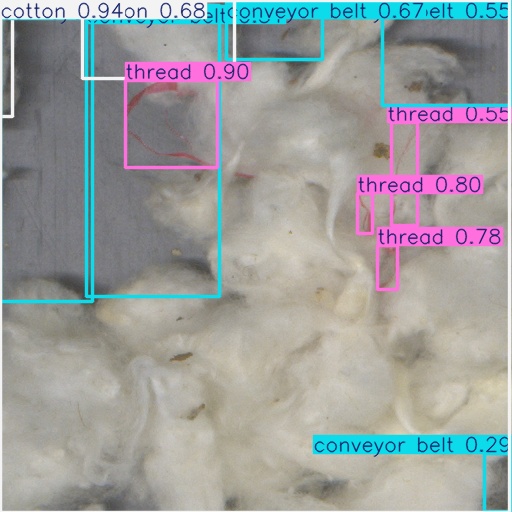 cotton 0.94 on 0.68 elt conveyor belt 0.67 elt 0.55
thread 0.90
thread 0.55
thread 0.80
thread 0.78
conveyor belt 0.29